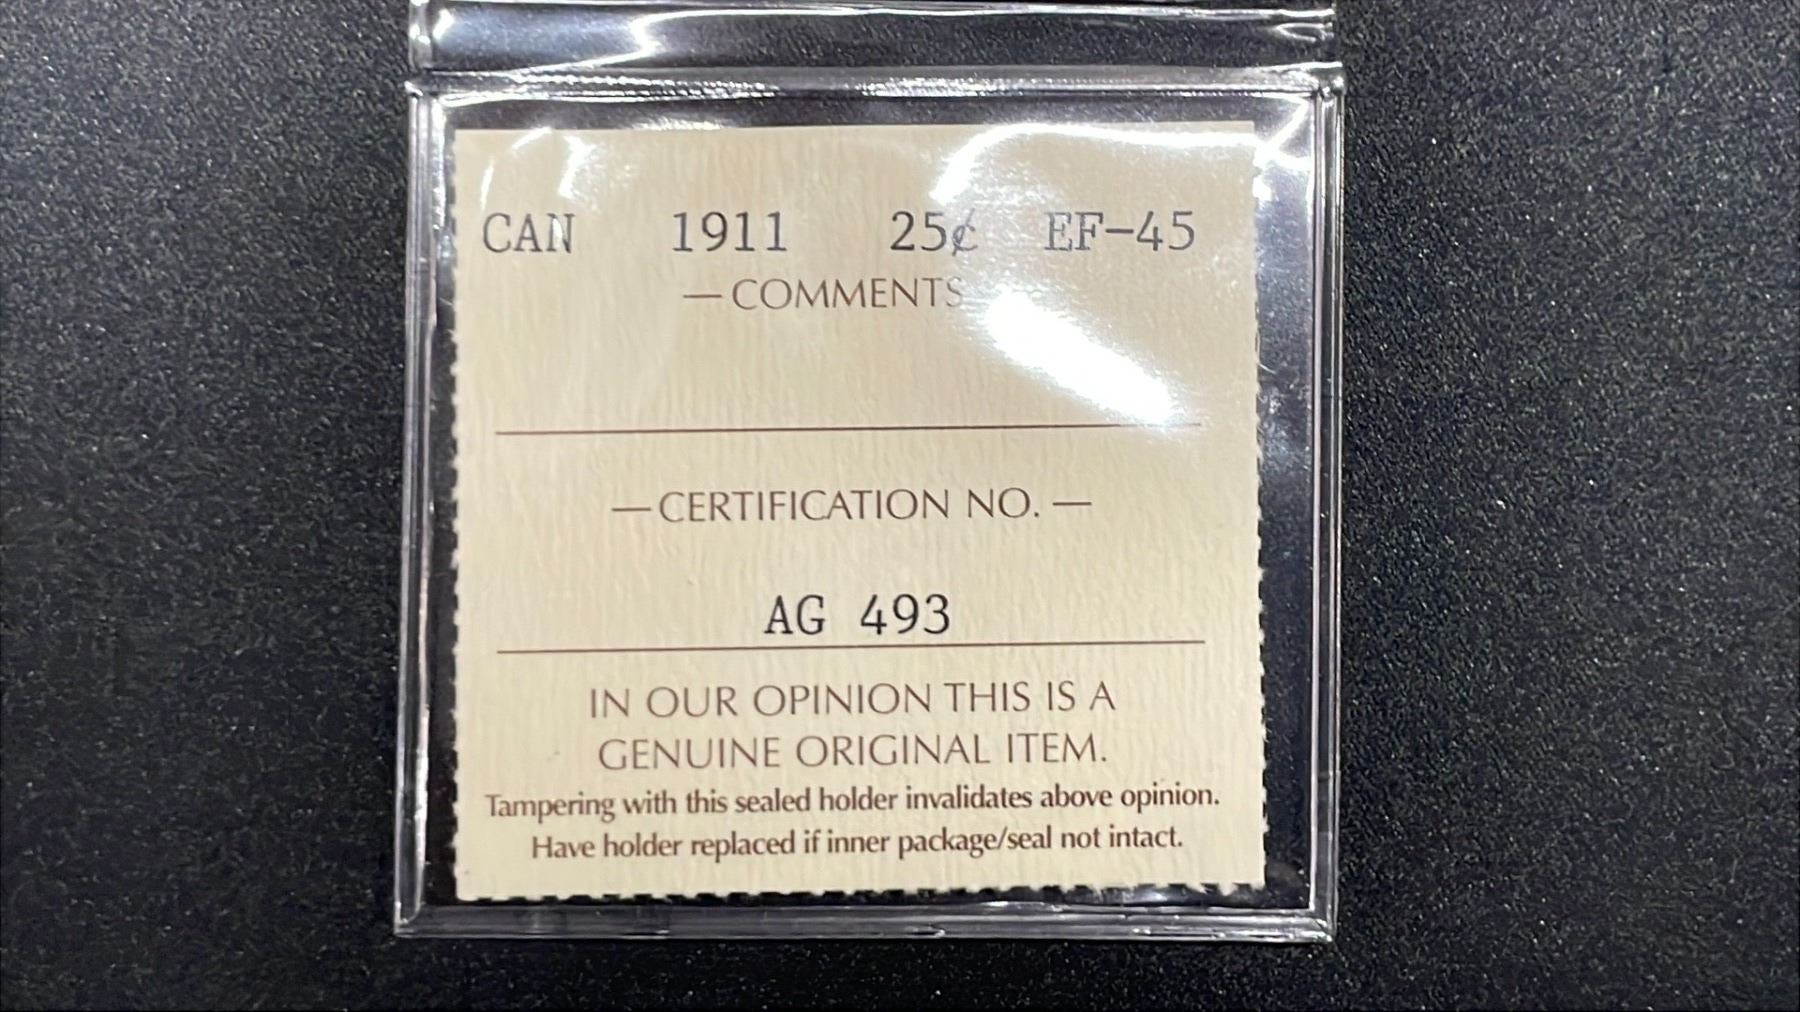 CAN 1911 25¢ EF-45
— COMMENTS
— CERTIFICATION NO. —
AG 493
IN OUR OPINION THIS IS A
GENUINE ORIGINAL ITEM.
Tampering with this sealed holder invalidates above opinion.
Have holder replaced if inner package/seal not intact.